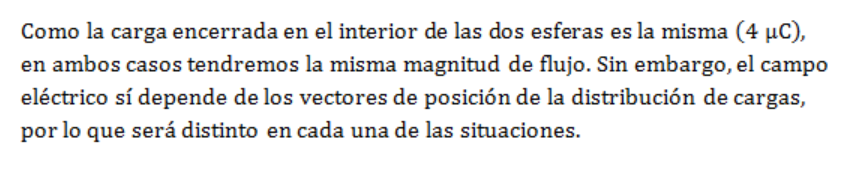 Como la carga encerrada en el interior de las dos esferas es la misma (4 μC),
en ambos casos tendremos la misma magnitud de flujo. Sin embargo, el campo
eléctrico sí depende de los vectores de posición de la distribución de cargas,
por lo que será distinto en cada una de las situaciones.